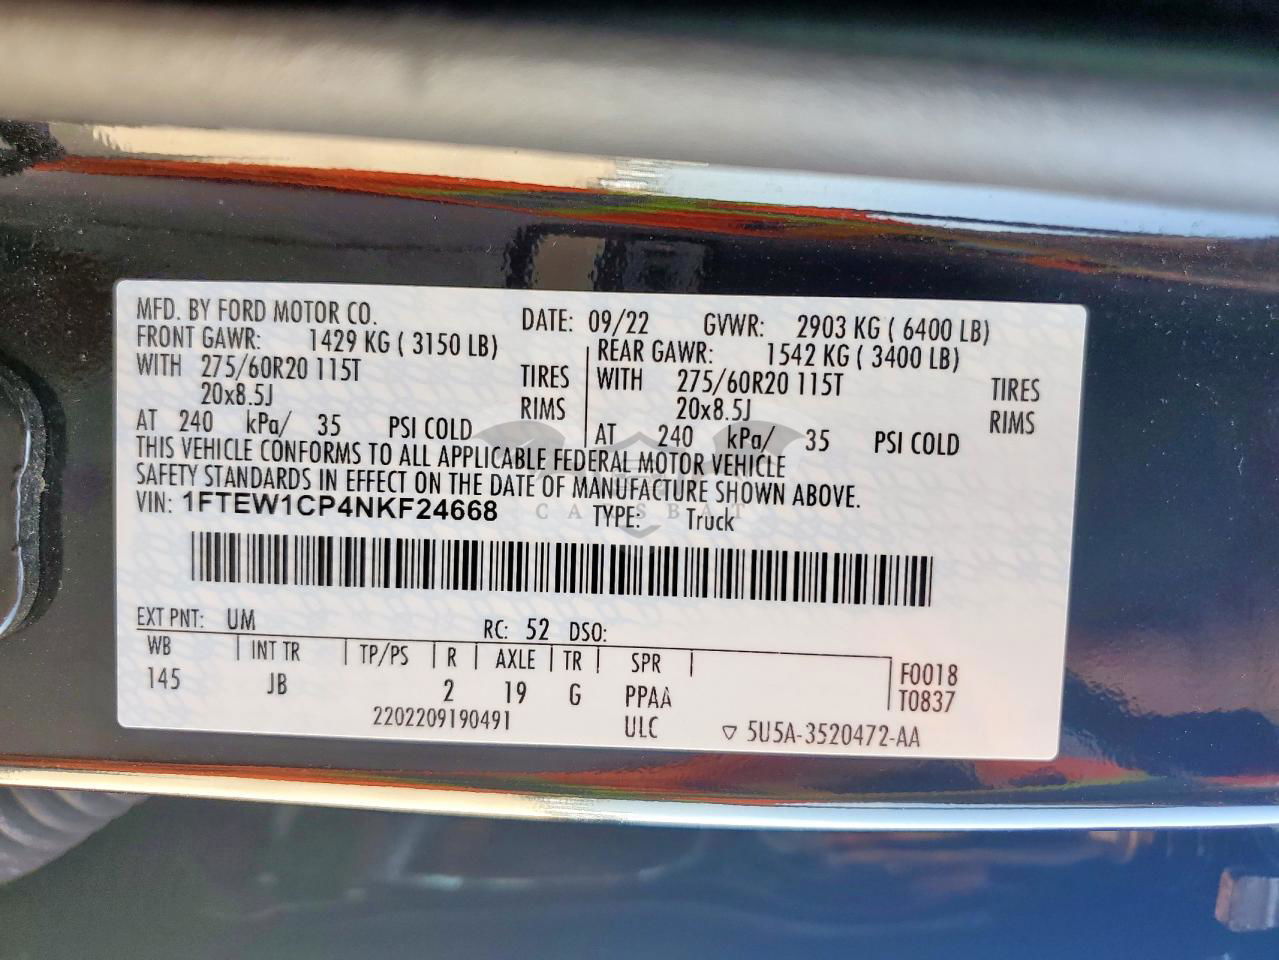 MFD. BY FORD MOTOR CO. DATE: 09/22 GVWR: 2903 KG ( 6400 LB)
FRONT GAWR: 1429 KG ( 3150 LB) REAR GAWR: 1542 KG ( 3400 LB)
WITH 275/60R20 115T TIRES WITH 275/60R20 115T TIRES
20x8.5J RIMS 20x8.5J RIMS
AT 240 kPa/ 35 PSI COLD AT 240 kPa/ 35 PSI COLD
THIS VEHICLE CONFORMS TO ALL APPLICABLE FEDERAL MOTOR VEHICLE
SAFETY STANDARDS IN EFFECT ON THE DATE OF MANUFACTURE SHOWN ABOVE.
VIN: 1FTEW1CP4NKF24668 TYPE: Truck
CARSBAT
EXT PNT: UM RC: 52 DSO:
WB INT TR TP/PS R AXLE TR SPR F0018
145 JB 2 19 G PPAA T0837
2202209190491 ULC ▽ 5U5A-3520472-AA